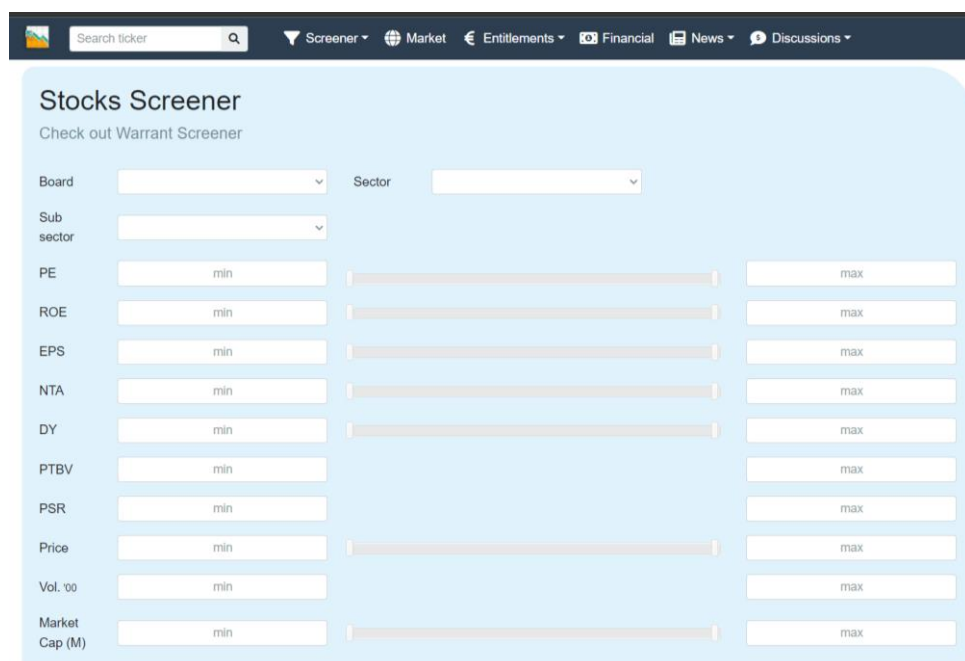 Search ticker Screener Market Entitlements Financial News Discussions
Stocks Screener
Check out Warrant Screener
Board Sector
Sub
sector
PE min max
ROE min max
EPS min max
NTA min max
DY min max
PTBV min max
PSR min max
Price min max
Vol. '00 min max
Market
Cap (M) min max